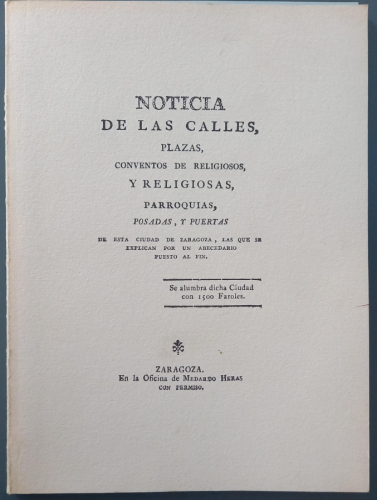 NOTICIA
DE LAS CALLES,
PLAZAS,
CONVENTOS DE RELIGIOSOS,
Y RELIGIOSAS,
PARROQUIAS,
POSADAS, Y PUERTAS
DE ESTA CIUDAD DE ZARAGOZA, LAS QUE SE
EXPLICAN POR UN ABECEDARIO
PUESTO AL FIN.
Se alumbra dicha Ciudad
con 1500 Faroles.
ZARAGOZA.
En la Oficina de MEDARDO HERAS
CON PERMISO.